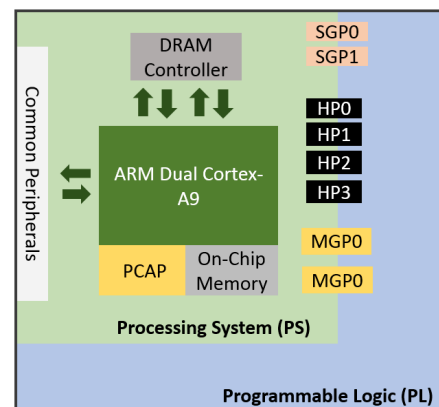 SGP0
SGP1
DRAM
Controller
HP0
HP1
HP2
HP3
Common Peripherals
ARM Dual Cortex-
A9
MGP0
MGP0
PCAP
On-Chip
Memory
Processing System (PS)
Programmable Logic (PL)